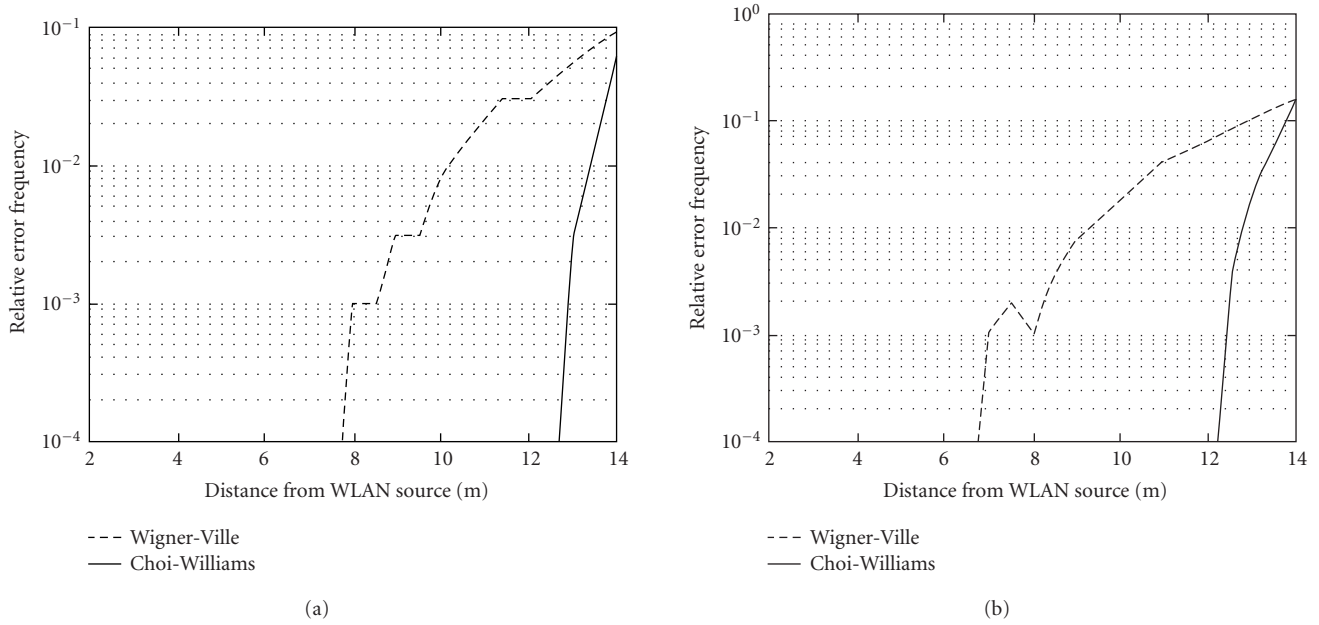 10^−1
10^−2
10^−3
10^−4
Relative error frequency
2 4 6 8 10 12 14
Distance from WLAN source (m)
Wigner-Ville
Choi-Williams
(a)
10^0
10^−1
10^−2
10^−3
10^−4
Relative error frequency
2 4 6 8 10 12 14
Distance from WLAN source (m)
Wigner-Ville
Choi-Williams
(b)